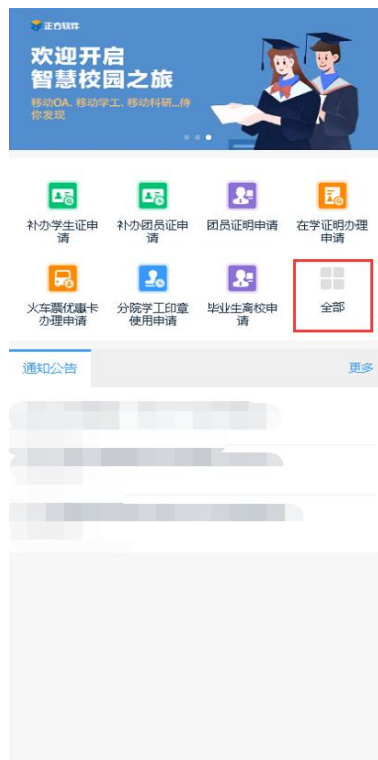 正方软件
欢迎开启
智慧校园之旅
移动OA、移动学工、移动科研...待
你发现
补办学生证申
请
补办团员证申
请
团员证明申请
在学证明办理
申请
火车票优惠卡
办理申请
分院学工印章
使用申请
毕业生离校申
请
全部
通知公告
更多